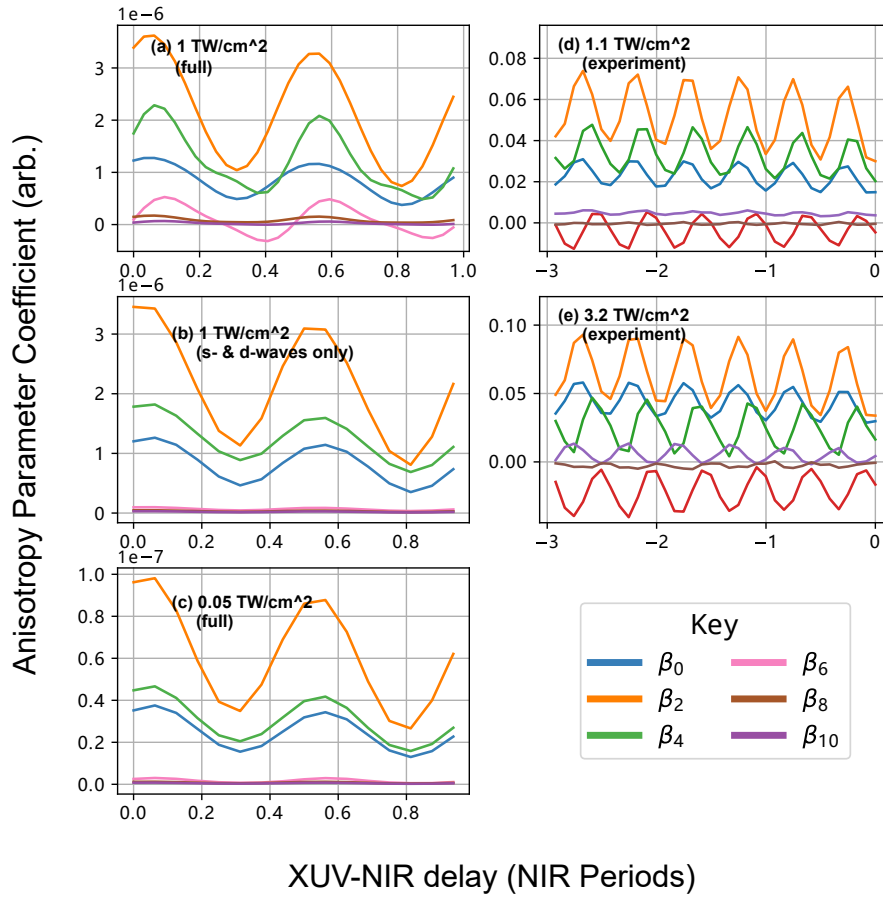 1e−6
(a) 1 TW/cm^2
(full)
3
2
1
0
0.0 0.2 0.4 0.6 0.8 1.0
1e−6
(b) 1 TW/cm^2
(s- & d-waves only)
3
2
1
0
0.0 0.2 0.4 0.6 0.8
1e−7
(c) 0.05 TW/cm^2
(full)
1.0
0.8
0.6
0.4
0.2
0.0
0.0 0.2 0.4 0.6 0.8
(d) 1.1 TW/cm^2
(experiment)
0.08
0.06
0.04
0.02
0.00
−3 −2 −1 0
(e) 3.2 TW/cm^2
(experiment)
0.10
0.05
0.00
−3 −2 −1 0
Key
β0 β6
β2 β8
β4 β10
Anisotropy Parameter Coefficient (arb.)
XUV-NIR delay (NIR Periods)